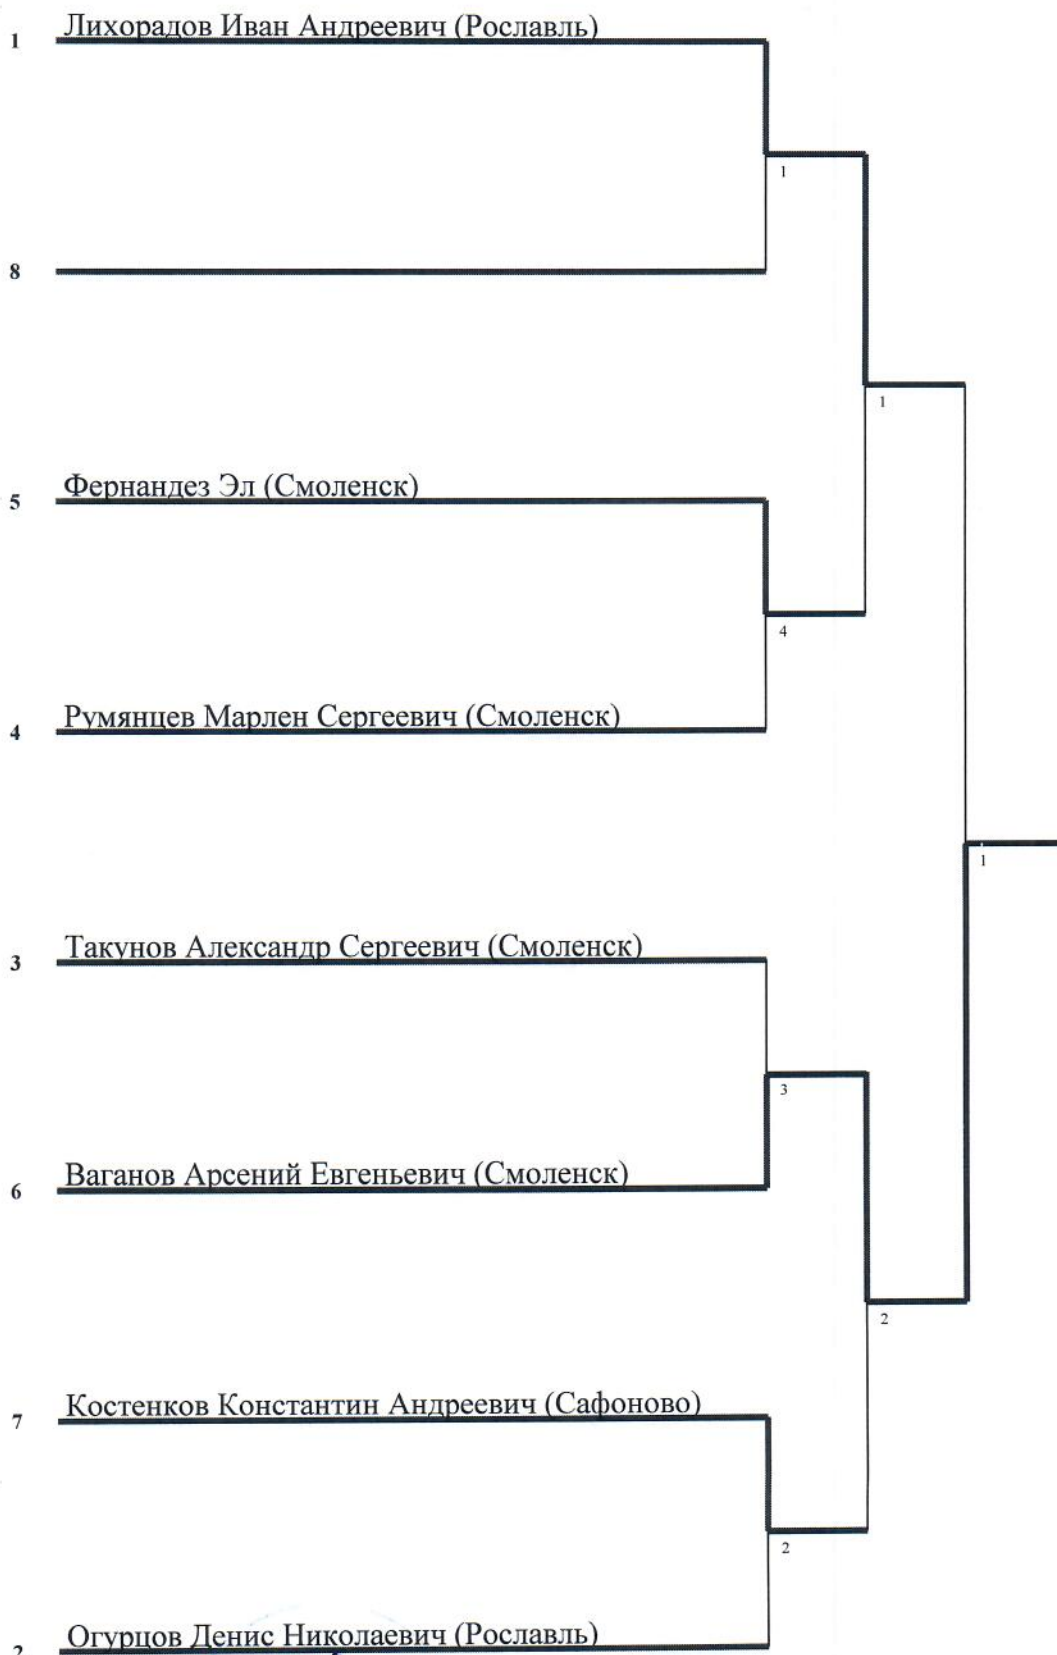 1 Лихорадов Иван Андреевич (Рославль)
1
8
1
5 Фернандез Эл (Смоленск)
4
4 Румянцев Марлен Сергеевич (Смоленск)
1
3 Такунов Александр Сергеевич (Смоленск)
3
6 Ваганов Арсений Евгеньевич (Смоленск)
2
7 Костенков Константин Андреевич (Сафоново)
2
2 Огурцов Денис Николаевич (Рославль)